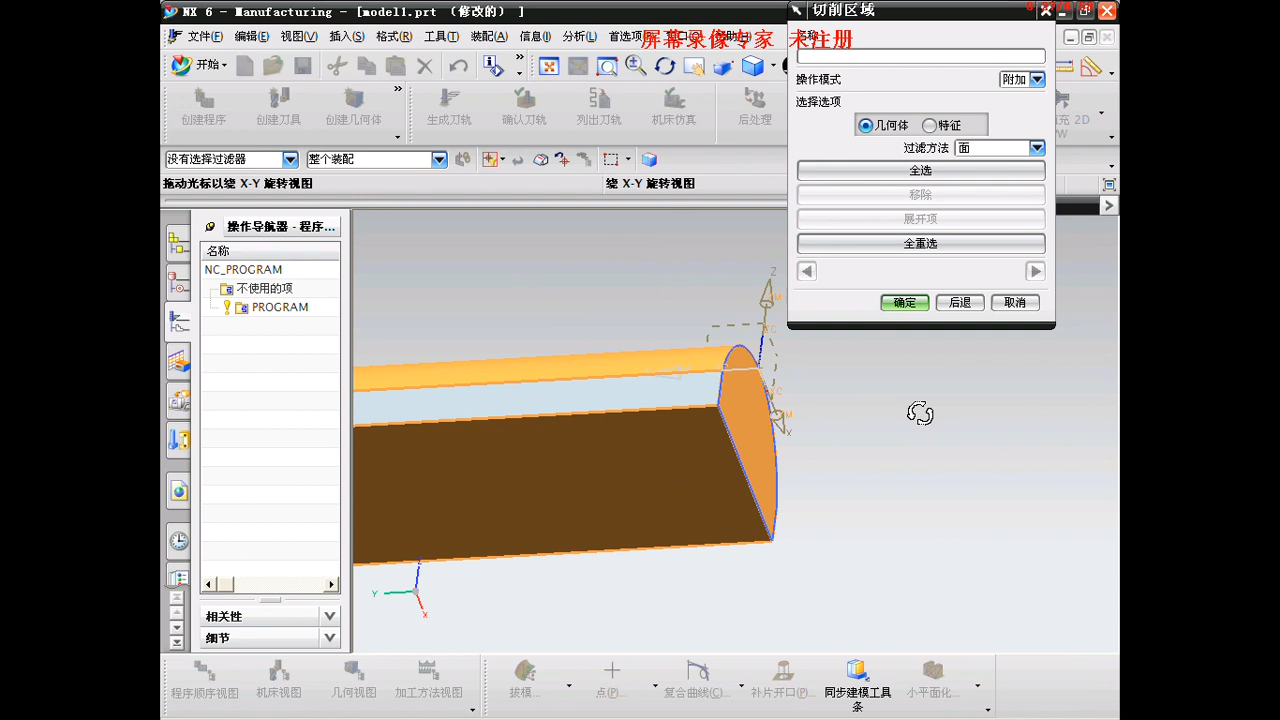 NX 6 - Manufacturing - [modell.prt （修改的） ]
切削区域
文件(F) 编辑(E) 视图(V) 插入(S) 格式(R) 工具(T) 装配(A) 信息(I) 分析(L) 首选项
屏幕录像专家 未注册
操作模式 附加
开始
选择选项
几何体 特征
创建程序 创建刀具 创建几何体 生成刀轨 确认刀轨 列出刀轨 机床仿真 后处理
过滤方法 面
没有选择过滤器 整个装配
全选
拖动光标以绕 X-Y 旋转视图 绕 X-Y 旋转视图
移除
展开项
操作导航器 - 程序...
全重选
名称
NC_PROGRAM
不使用的项
PROGRAM
确定 后退 取消
Z
X
Y
X
相关性
细节
程序顺序视图 机床视图 几何视图 加工方法视图 拔模... 点(P)... 复合曲线(C)... 补片开口(P)... 同步建模工具条 小平面化...